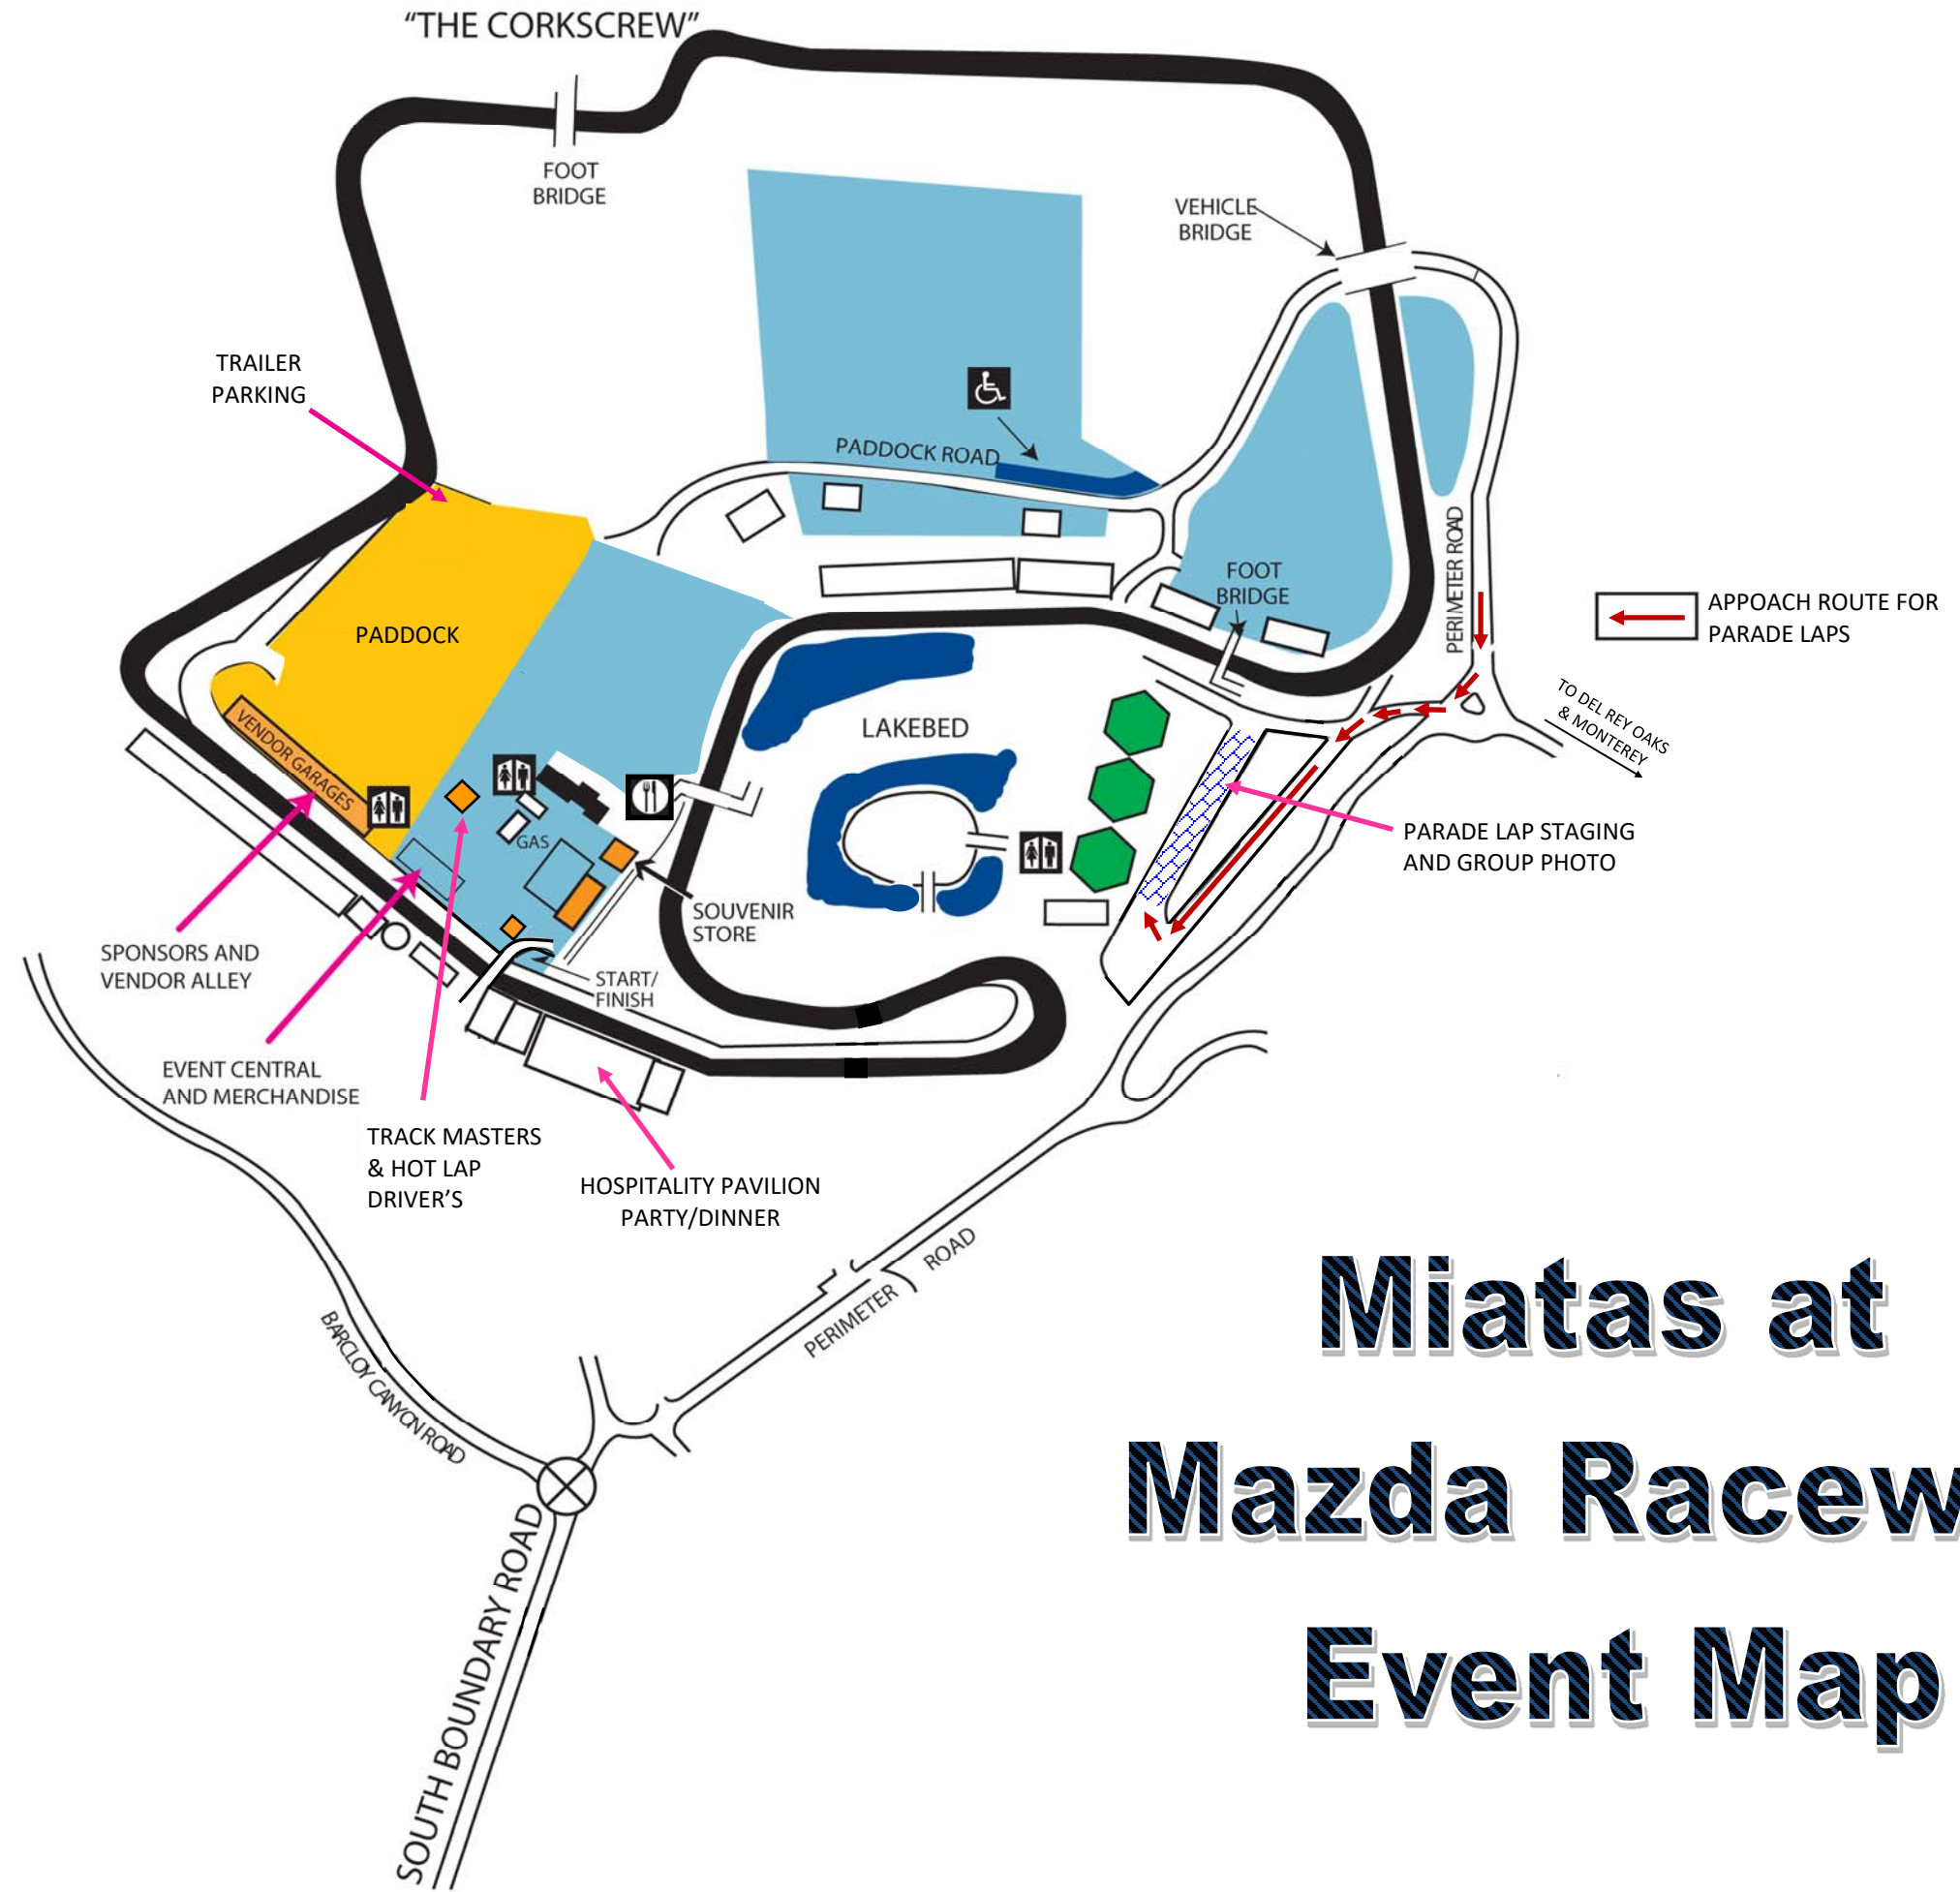 "THE CORKSCREW"
FOOT
BRIDGE
VEHICLE
BRIDGE
TRAILER
PARKING
PADDOCK ROAD
PERIMETER ROAD
FOOT
BRIDGE
APPOACH ROUTE FOR
PARADE LAPS
PADDOCK
TO DEL REY OAKS
& MONTEREY
LAKEBED
VENDOR GARAGES
GAS
PARADE LAP STAGING
AND GROUP PHOTO
SOUVENIR
STORE
SPONSORS AND
VENDOR ALLEY
START/
FINISH
EVENT CENTRAL
AND MERCHANDISE
TRACK MASTERS
& HOT LAP
DRIVER'S
HOSPITALITY PAVILION
PARTY/DINNER
PERIMETER ROAD
BARCLOY CANYON ROAD
SOUTH BOUNDARY ROAD
Miatas at
Mazda Racew
Event Map